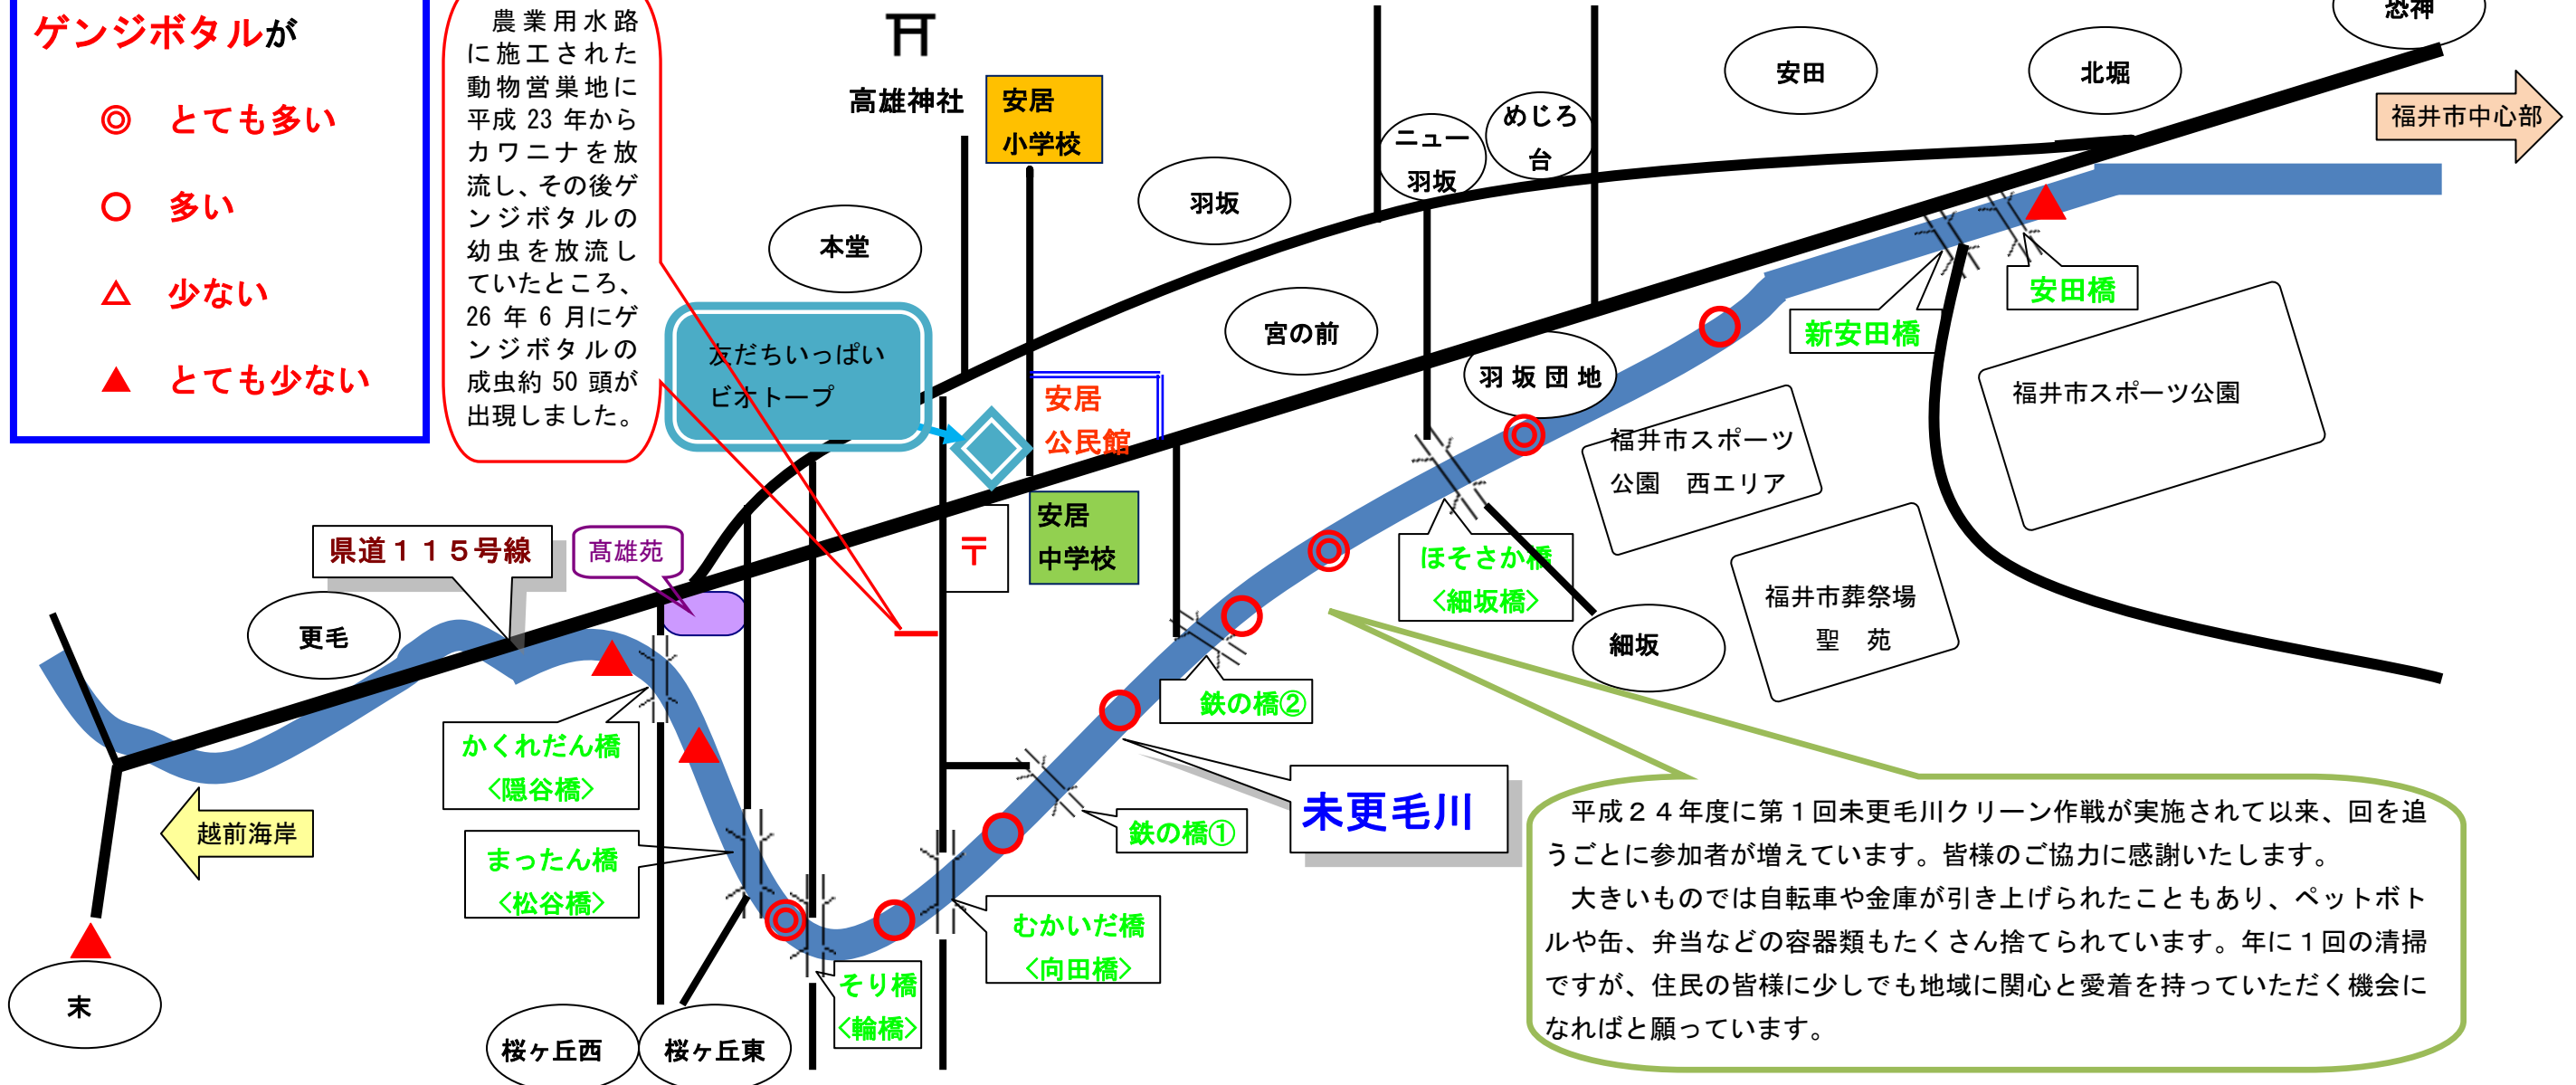 ゲンジボタルが
◎ とても多い
○ 多い
△ 少ない
▲ とても少ない
農業用水路
に施工された
動物営巣地に
平成 23 年から
カワニナを放
流し、その後ゲ
ンジボタルの
幼虫を放流し
ていたところ、
26 年 6 月にゲ
ンジボタルの
成虫約 50 頭が
出現しました。
高雄神社
安居
小学校
本堂
羽坂
ニュー
羽坂
めじろ
台
安田
北堀
恐神
福井市中心部
友だちいっぱい
ビオトープ
安居
公民館
宮の前
羽坂団地
新安田橋
安田橋
福井市スポーツ公園
福井市スポーツ
公園 西エリア
福井市葬祭場
聖 苑
県道115号線
髙雄苑
〒
安居
中学校
ほそさか橋
<細坂橋>
細坂
更毛
かくれだん橋
<隠谷橋>
鉄の橋②
越前海岸
まったん橋
<松谷橋>
鉄の橋①
未更毛川
むかいだ橋
<向田橋>
そり橋
<輪橋>
末
桜ヶ丘西
桜ヶ丘東
平成24年度に第1回未更毛川クリーン作戦が実施されて以来、回を追
うごとに参加者が増えています。皆様のご協力に感謝いたします。
大きいものでは自転車や金庫が引き上げられたこともあり、ペットボト
ルや缶、弁当などの容器類もたくさん捨てられています。年に1回の清掃
ですが、住民の皆様に少しでも地域に関心と愛着を持っていただく機会に
なればと願っています。